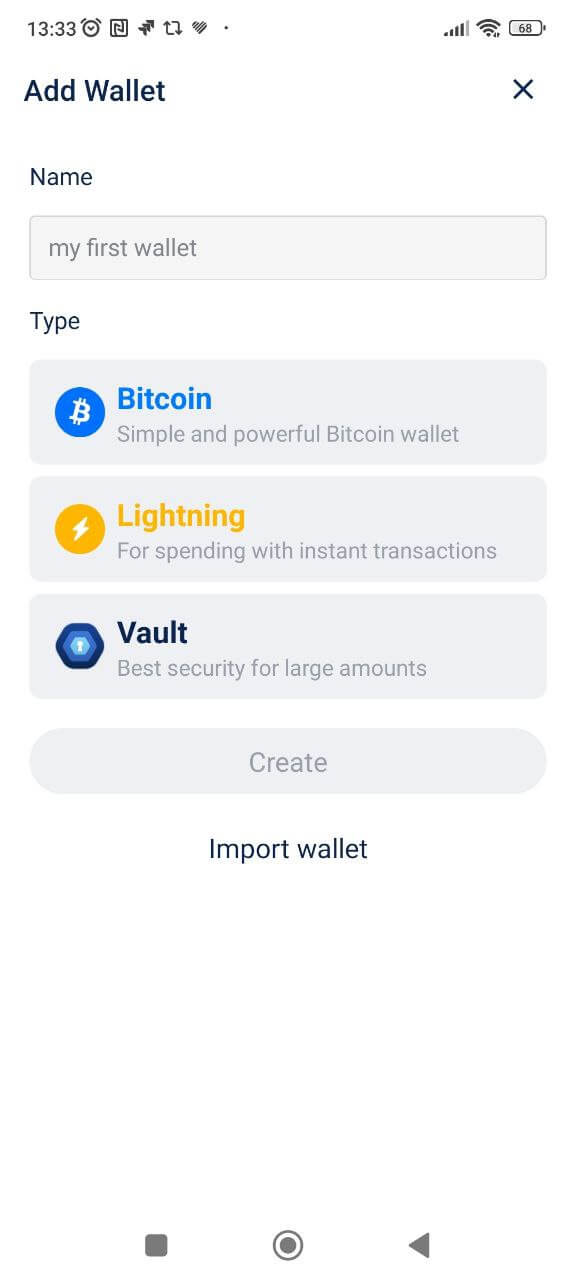 13:33
68
Add Wallet
Name
my first wallet
Type
Bitcoin
Simple and powerful Bitcoin wallet
Lightning
For spending with instant transactions
Vault
Best security for large amounts
Create
Import wallet